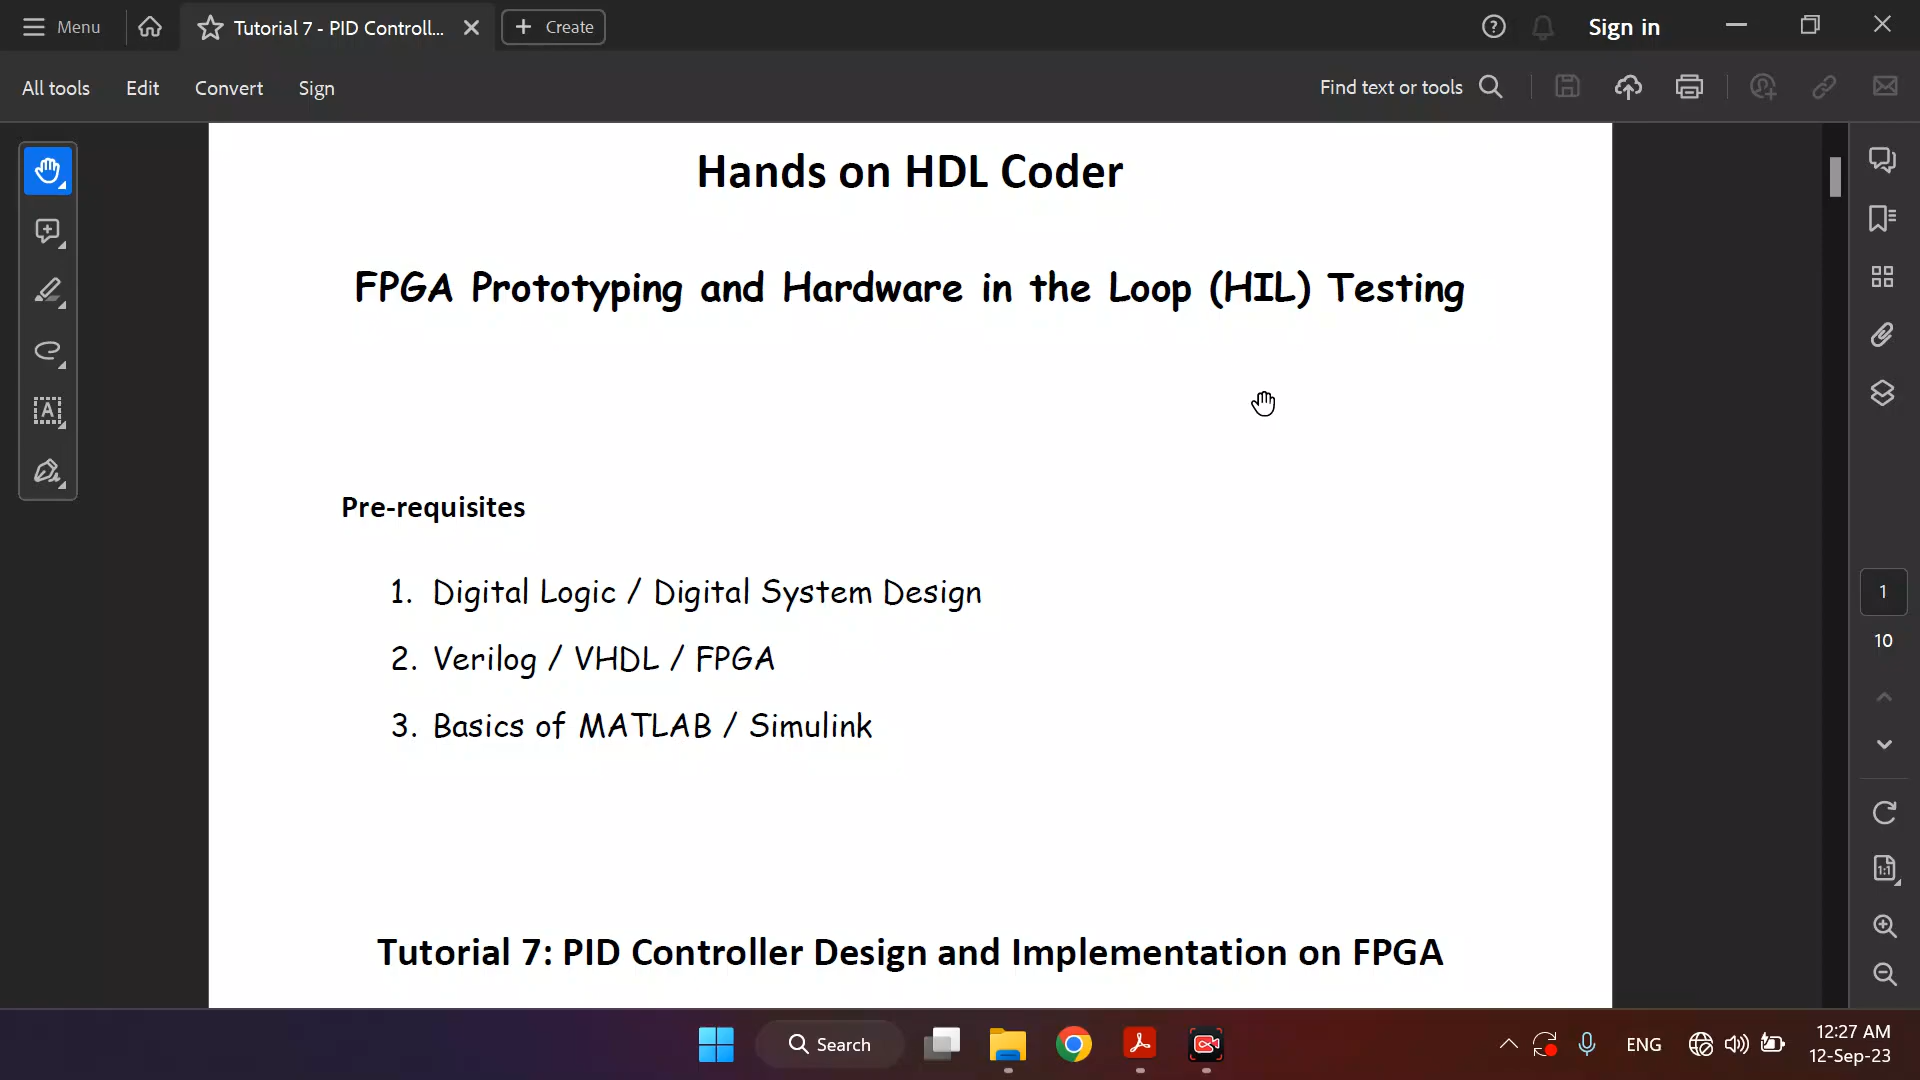 Menu
Tutorial 7 - PID Controll...
Create
Sign in
All tools
Edit
Convert
Sign
Find text or tools
Hands on HDL Coder
FPGA Prototyping and Hardware in the Loop (HIL) Testing
Pre-requisites
1. Digital Logic / Digital System Design
2. Verilog / VHDL / FPGA
3. Basics of MATLAB / Simulink
Tutorial 7: PID Controller Design and Implementation on FPGA
1
10
Search
ENG
12:27 AM
12-Sep-23